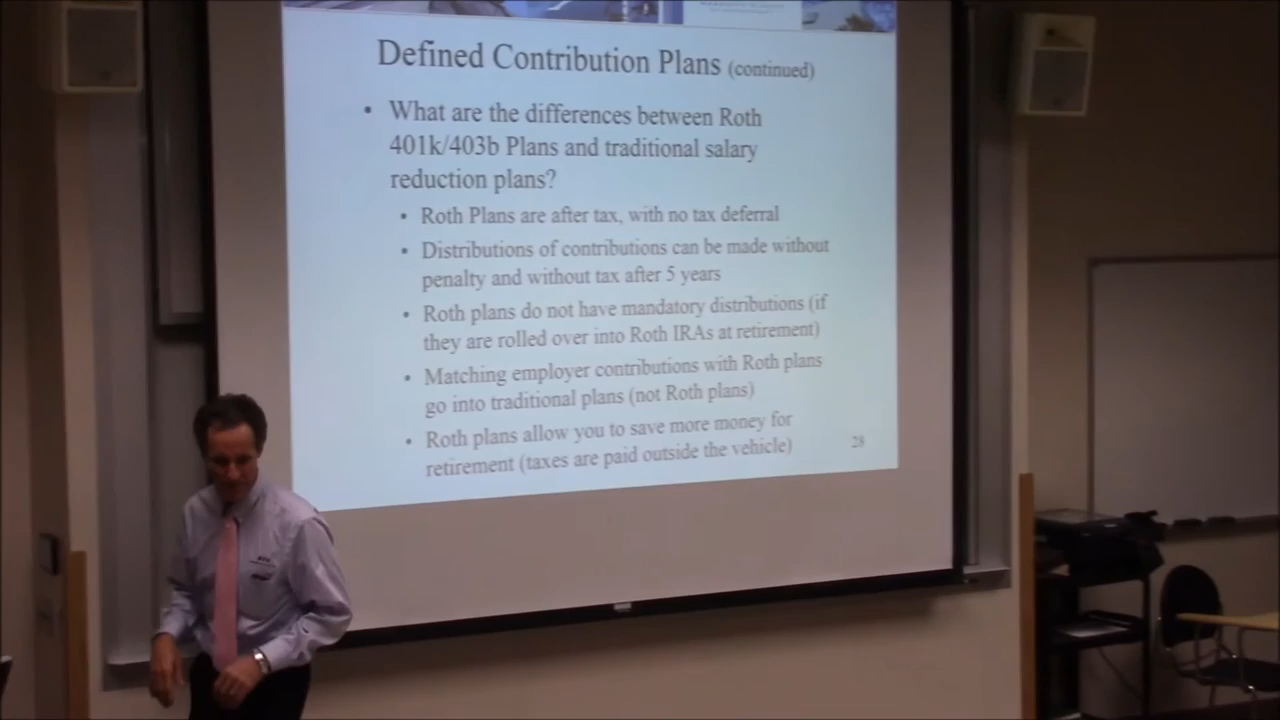 Defined Contribution Plans (continued)
• What are the differences between Roth
401k/403b Plans and traditional salary
reduction plans?
• Roth Plans are after tax, with no tax deferral
• Distributions of contributions can be made without
penalty and without tax after 5 years
• Roth plans do not have mandatory distributions (if
they are rolled over into Roth IRAs at retirement)
• Matching employer contributions with Roth plans
go into traditional plans (not Roth plans)
• Roth plans allow you to save more money for
retirement (taxes are paid outside the vehicle)
28